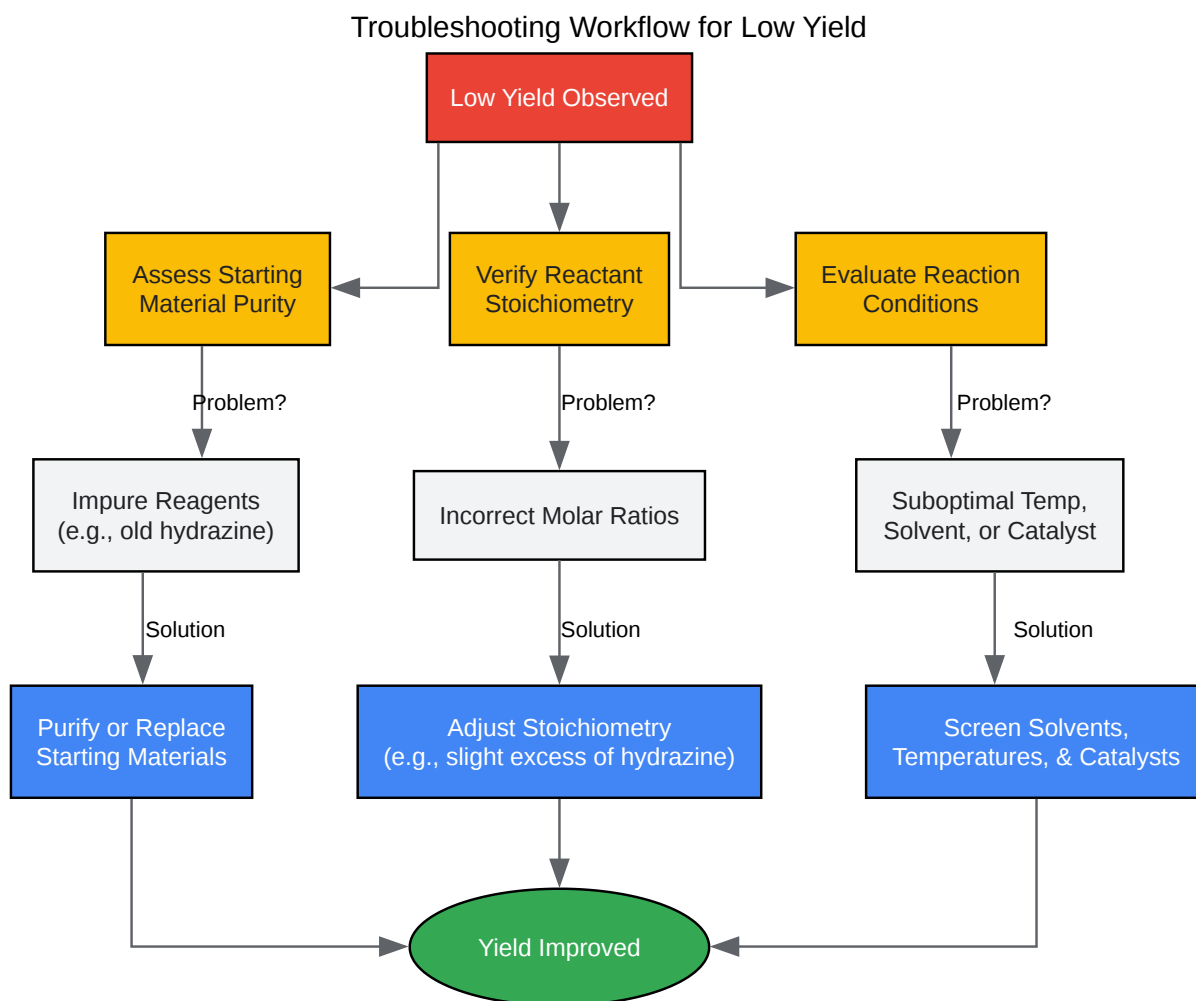 Troubleshooting Workflow for Low Yield
Low Yield Observed
Assess Starting
Material Purity
Verify Reactant
Stoichiometry
Evaluate Reaction
Conditions
Problem?
Problem?
Problem?
Impure Reagents
(e.g., old hydrazine)
Incorrect Molar Ratios
Suboptimal Temp,
Solvent, or Catalyst
Solution
Solution
Solution
Purify or Replace
Starting Materials
Adjust Stoichiometry
(e.g., slight excess of hydrazine)
Screen Solvents,
Temperatures, & Catalysts
Yield Improved